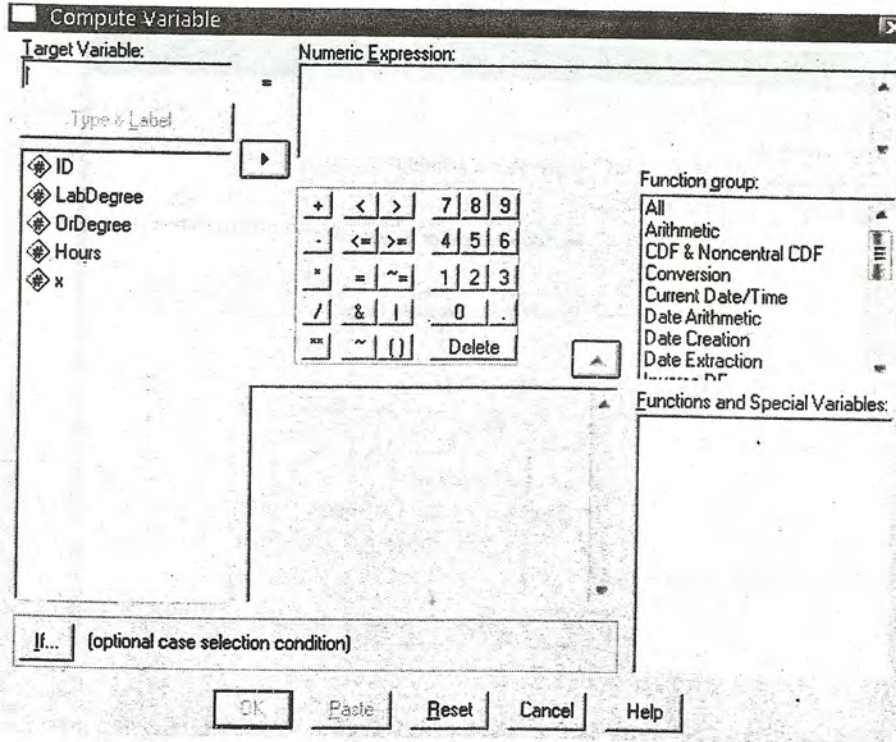 Compute Variable
Target Variable:
=
Numeric Expression:
Type & Label
ID
LabDegree
OrDegree
Hours
x
+ < > 7 8 9
- <= >= 4 5 6
* = ~= 1 2 3
/ & | 0 .
** ~ () Delete
Function group:
All
Arithmetic
CDF & Noncentral CDF
Conversion
Current Date/Time
Date Arithmetic
Date Creation
Date Extraction
Inverse DF
Functions and Special Variables:
If... (optional case selection condition)
OK Paste Reset Cancel Help